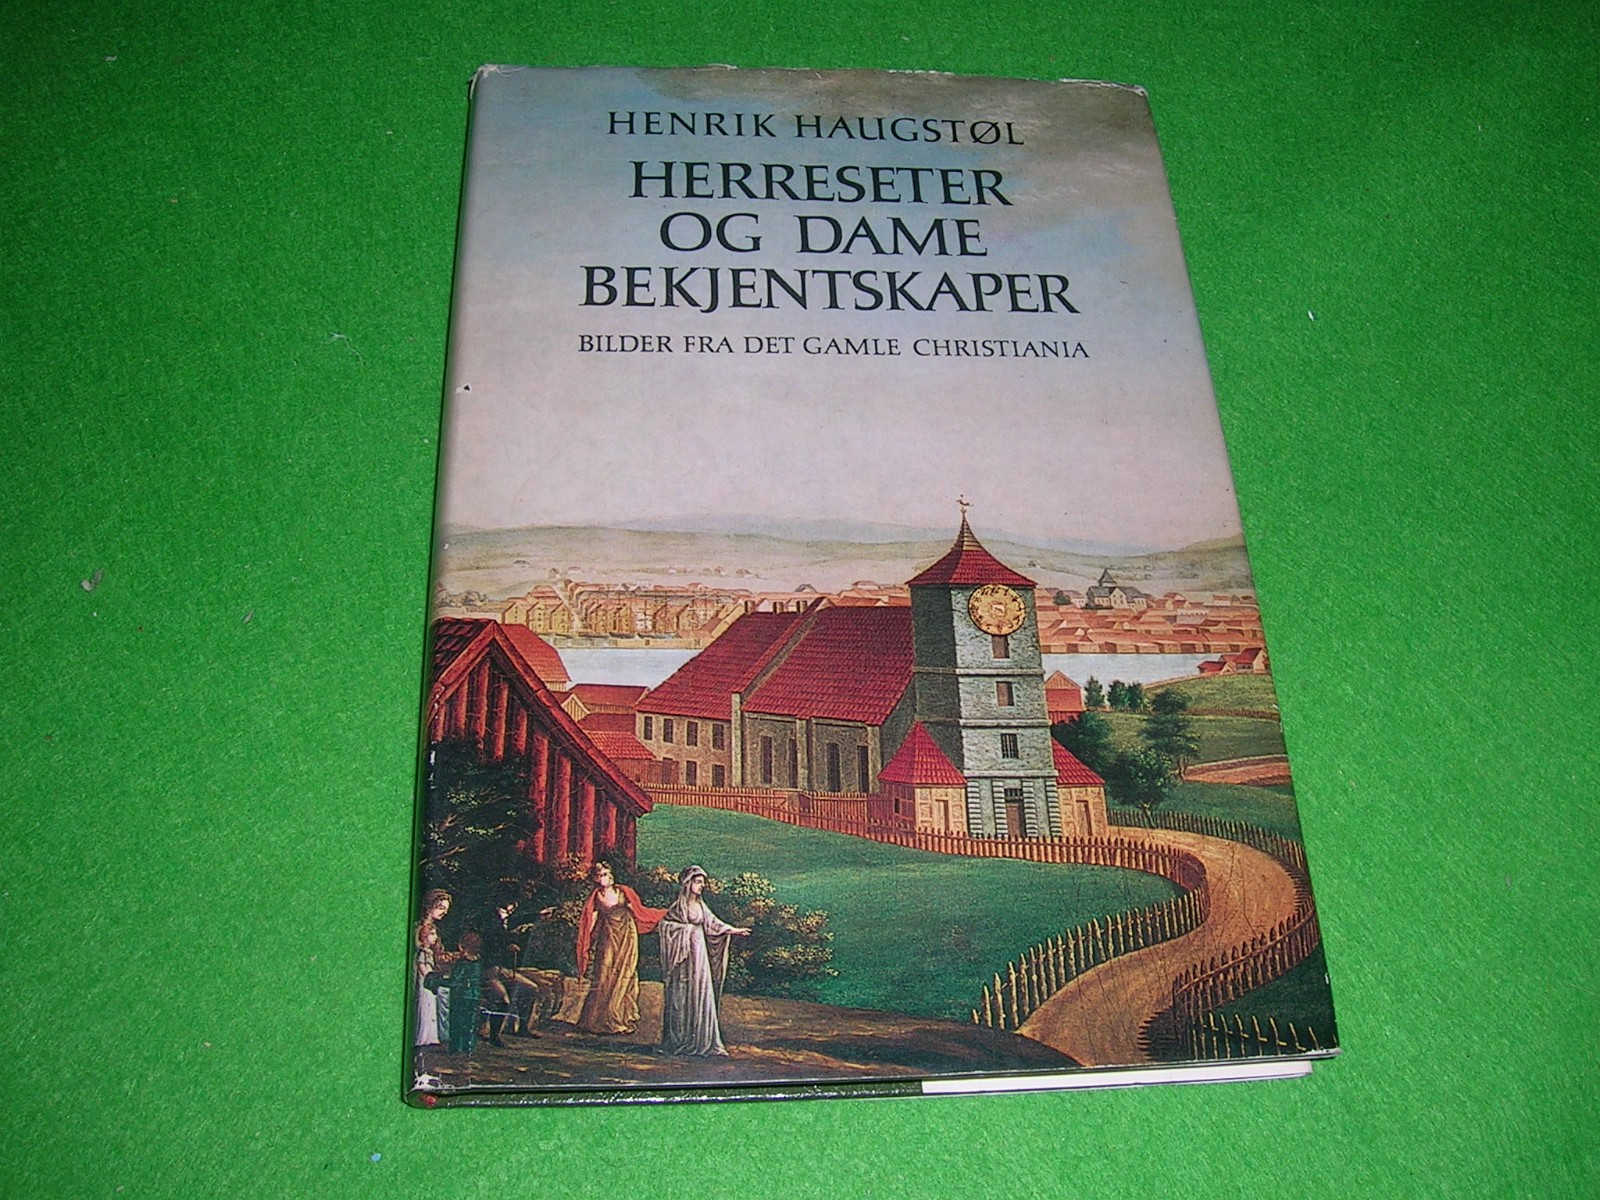 HENRIK HAUGSTØL
HERRESETER
OG DAME
BEKJENTSKAPER
BILDER FRA DET GAMLE CHRISTIANIA